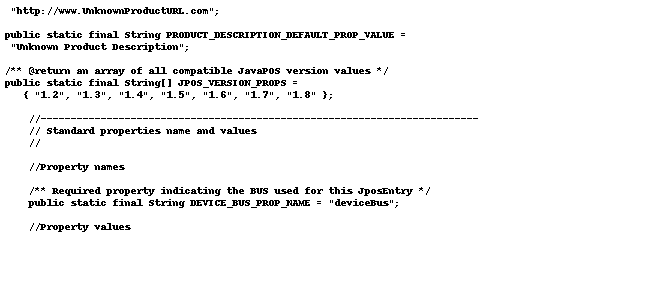 "http://www.UnknownProductURL.com";
public static final String PRODUCT_DESCRIPTION_DEFAULT_PROP_VALUE =
"Unknown Product Description";
/** @return an array of all compatible JavaPOS version values */
public static final String[] JPOS_VERSION_PROPS =
{ "1.2", "1.3", "1.4", "1.5", "1.6", "1.7", "1.8" };
//-------------------------------------------------------------------------
// Standard properties name and values
//
//Property names
/** Required property indicating the BUS used for this JposEntry */
public static final String DEVICE_BUS_PROP_NAME = "deviceBus";
//Property values